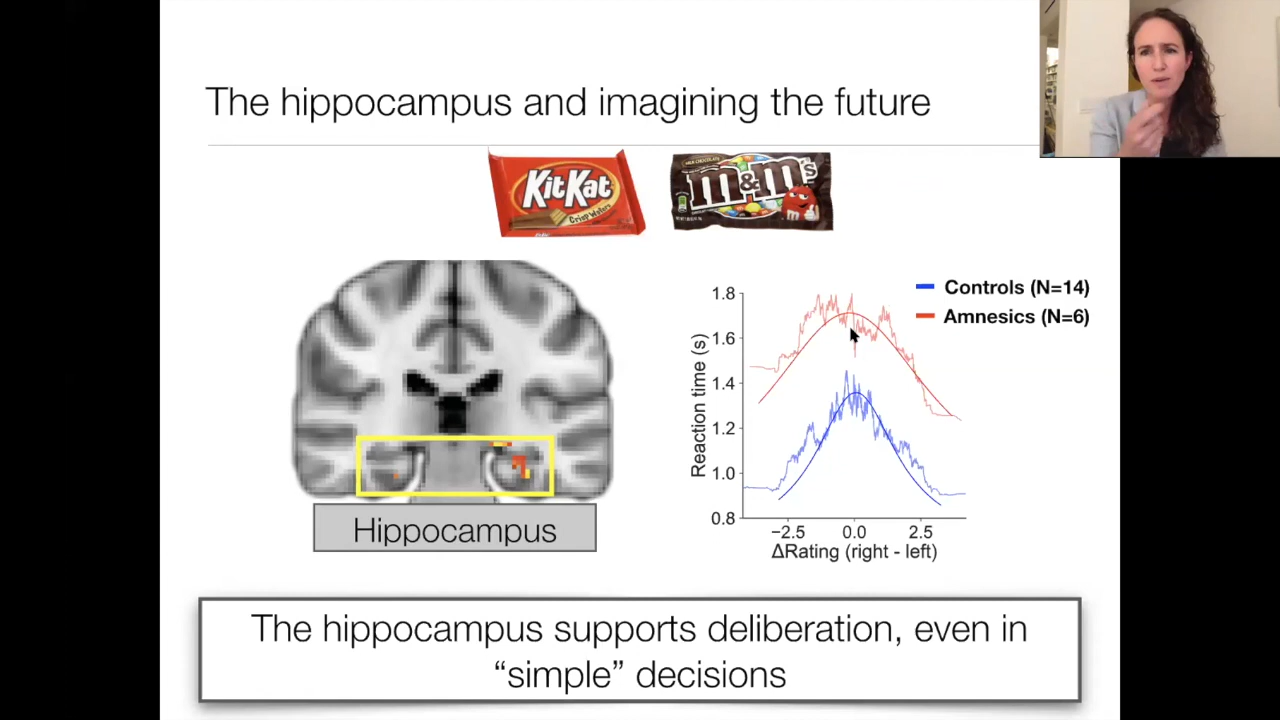 The hippocampus and imagining the future
KitKat
Crisp Wafers
MILK CHOCOLATE
m&m's
Controls (N=14)
Amnesics (N=6)
Reaction time (s)
1.8
1.6
1.4
1.2
1.0
0.8
−2.5 0.0 2.5
ΔRating (right - left)
Hippocampus
The hippocampus supports deliberation, even in
“simple” decisions